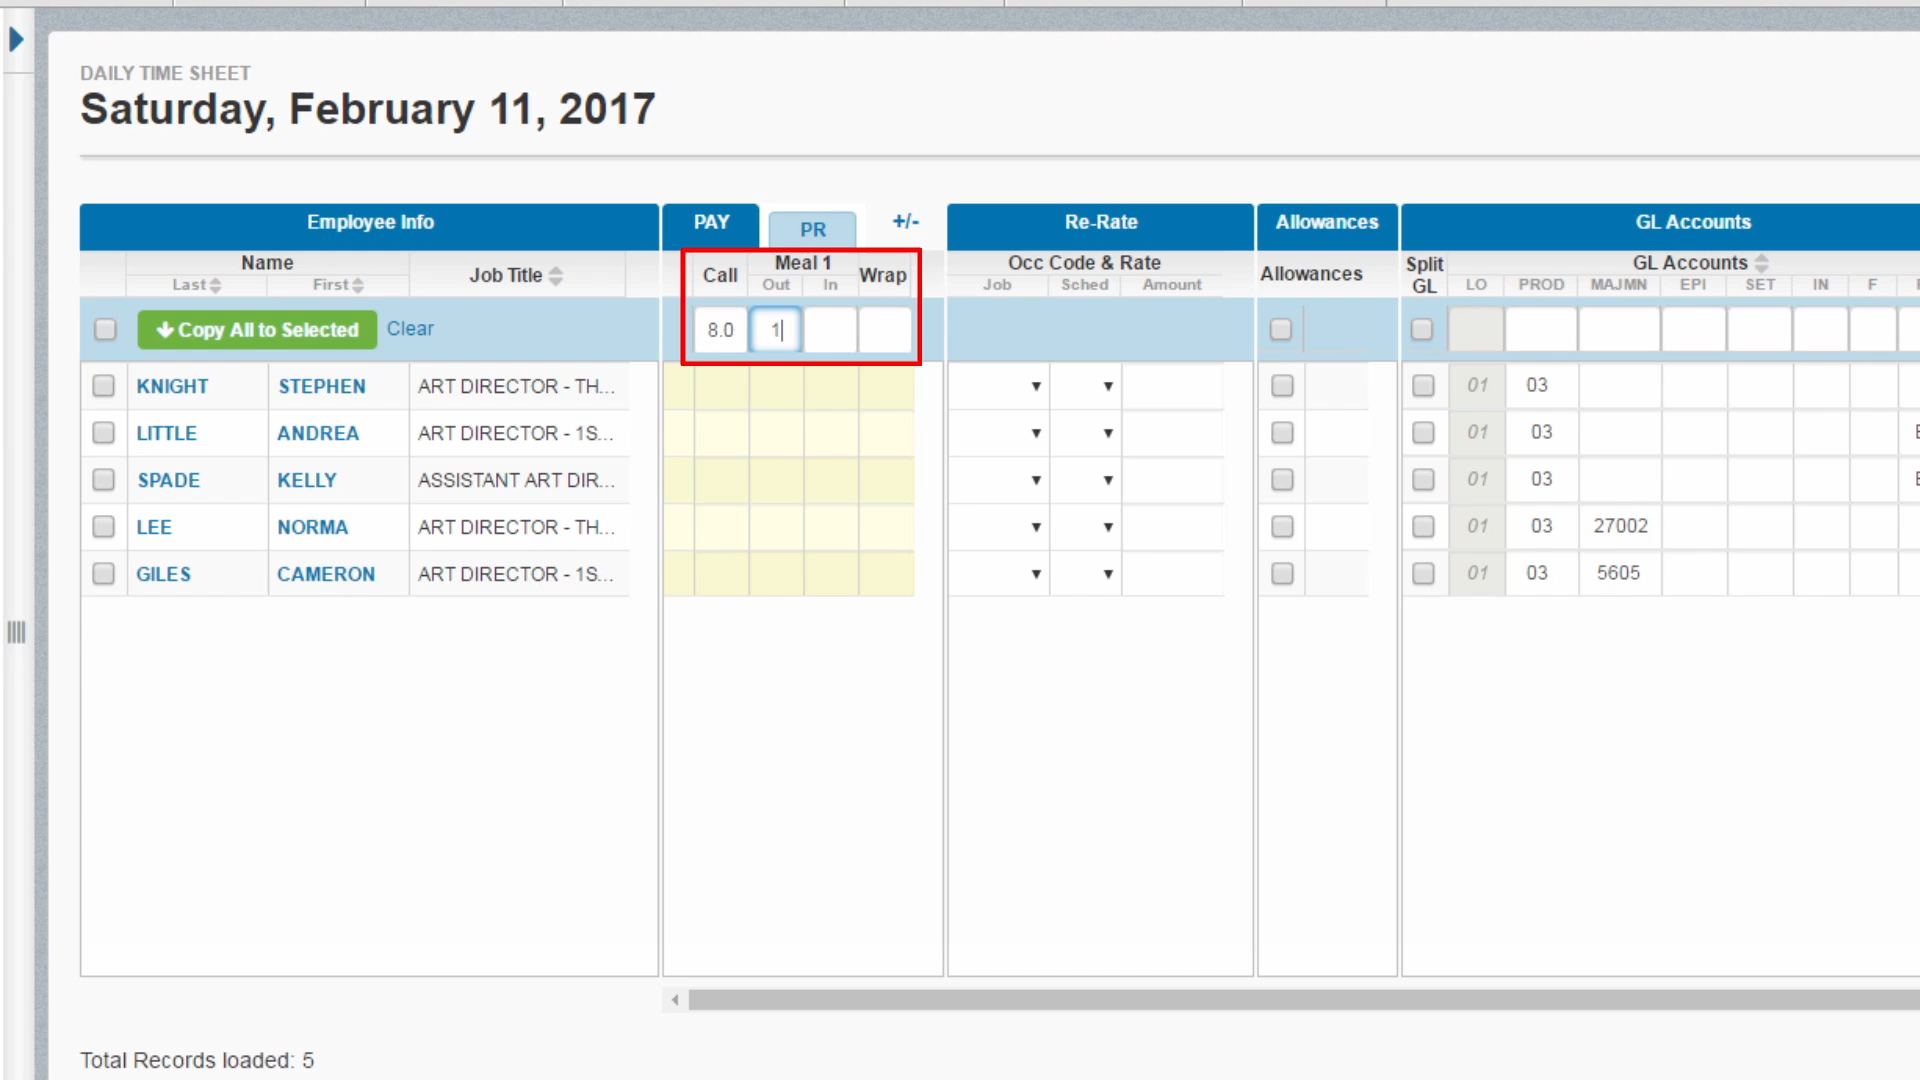 DAILY TIME SHEET
Saturday, February 11, 2017
Employee Info PAY PR +/- Re-Rate Allowances GL Accounts
Name Job Title Call Meal 1 Wrap Occ Code & Rate Allowances Split GL GL Accounts
Last First Out In Job Sched Amount LO PROD MAJMN EPI SET IN F
Copy All to Selected Clear 8.0 1
KNIGHT STEPHEN ART DIRECTOR - TH... 01 03
LITTLE ANDREA ART DIRECTOR - 1S... 01 03
SPADE KELLY ASSISTANT ART DIR... 01 03
LEE NORMA ART DIRECTOR - TH... 01 03 27002
GILES CAMERON ART DIRECTOR - 1S... 01 03 5605
Total Records loaded: 5